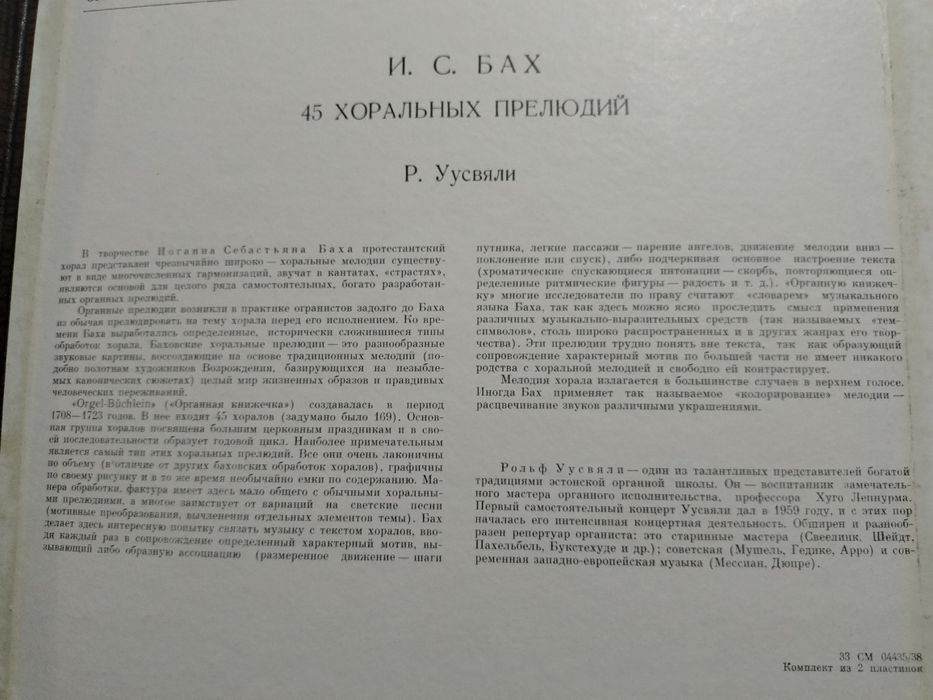 И. С. БАХ
45 ХОРАЛЬНЫХ ПРЕЛЮДИЙ
Р. Уусвяли
В творчестве Иоганна Себастьяна Баха протестантский
хорал представлен чрезвычайно широко — хоральные мелодии существу-
ют в виде многочисленных гармонизаций, звучат в кантатах, «страстях»,
являются основой для целого ряда самостоятельных, богато разработан-
ных органных прелюдий.
Органные прелюдии возникли в практике органистов задолго до Баха
из обычая прелюдировать на тему хорала перед его исполнением. Ко вре-
мени Баха выработались определенные, исторически сложившиеся типы
обработок хорала. Баховские хоральные прелюдии — это разнообразные
звуковые картины, воссоздающие на основе традиционных мелодий (по-
добно полотнам художников Возрождения, базирующихся на незыбле-
мых канонических сюжетах) целый мир жизненных образов и правдивых
человеческих переживаний.
«Orgel-Büchlein» («Органная книжечка») создавалась в период
1708—1723 годов. В нее входят 45 хоралов (задумано было 169). Основ-
ная группа хоралов посвящена большим церковным праздникам и в сво-
ей последовательности образует годовой цикл. Наиболее примечательным
является самый тип этих хоральных прелюдий. Все они очень лаконичны
по объему (в отличие от других баховских обработок хоралов), графичны
по своему рисунку и в то же время необычайно емки по содержанию. Ма-
нера обработки, фактура имеет здесь мало общего с обычными хоральны-
ми прелюдиями, а многое заимствует от вариаций на светские песни
(мотивные преобразования, вычленения отдельных элементов темы). Бах
делает здесь интересную попытку связать музыку с текстом хоралов, вво-
дя каждый раз в сопровождение определенный характерный мотив, вы-
зывающий либо образную ассоциацию (размеренное движение — шаги
путника, легкие пассажи — парение ангелов, движение мелодии вниз —
поклонение или спуск), либо подчеркивая основное настроение текста
(хроматические спускающиеся интонации — скорбь, повторяющиеся оп-
ределенные ритмические фигуры — радость и т. д.). «Органную книжеч-
ку» многие исследователи по праву считают «словарем» музыкального
языка Баха, так как здесь можно ясно проследить смысл применения
различных музыкально-выразительных средств (так называемых «тем-
символов», столь широко распространенных и в других жанрах его твор-
чества). Эти прелюдии трудно понять вне текста, так как образующий
сопровождение характерный мотив по большей части не имеет никакого
родства с хоральной мелодией и свободно ей контрастирует.
Мелодия хорала излагается в большинстве случаев в верхнем голосе.
Иногда Бах применяет так называемое «колорирование» мелодии —
расцвечивание звуков различными украшениями.
Рольф Уусвяли — один из талантливых представителей богатой
традициями эстонской органной школы. Он — воспитанник замечатель-
ного мастера органного исполнительства, профессора Хуго Лепнурма.
Первый самостоятельный концерт Уусвяли дал в 1959 году, и с этих пор
началась его интенсивная концертная деятельность. Обширен и разнооб-
разен репертуар органиста: это старинные мастера (Свеелинк, Шейдт,
Пахельбель, Букстехуде и др.); советская (Мушель, Гедике, Арро) и сов-
ременная западно-европейская музыка (Мессиан, Дюпре).
33 СМ 04435/38
Комплект из 2 пластинок